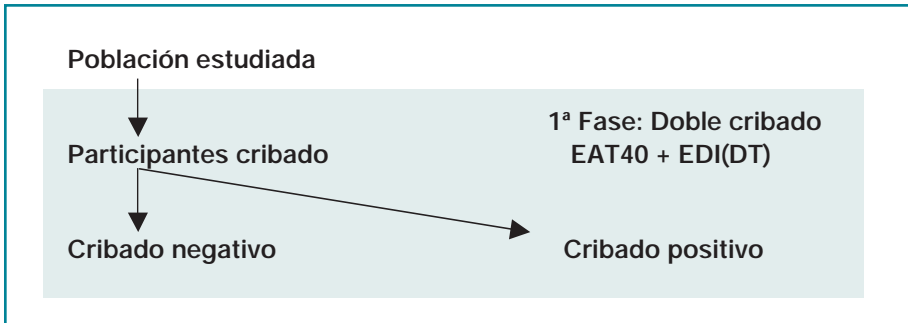 Población estudiada
1ª Fase: Doble cribado
Participantes cribado
EAT40 + EDI(DT)
Cribado negativo
Cribado positivo